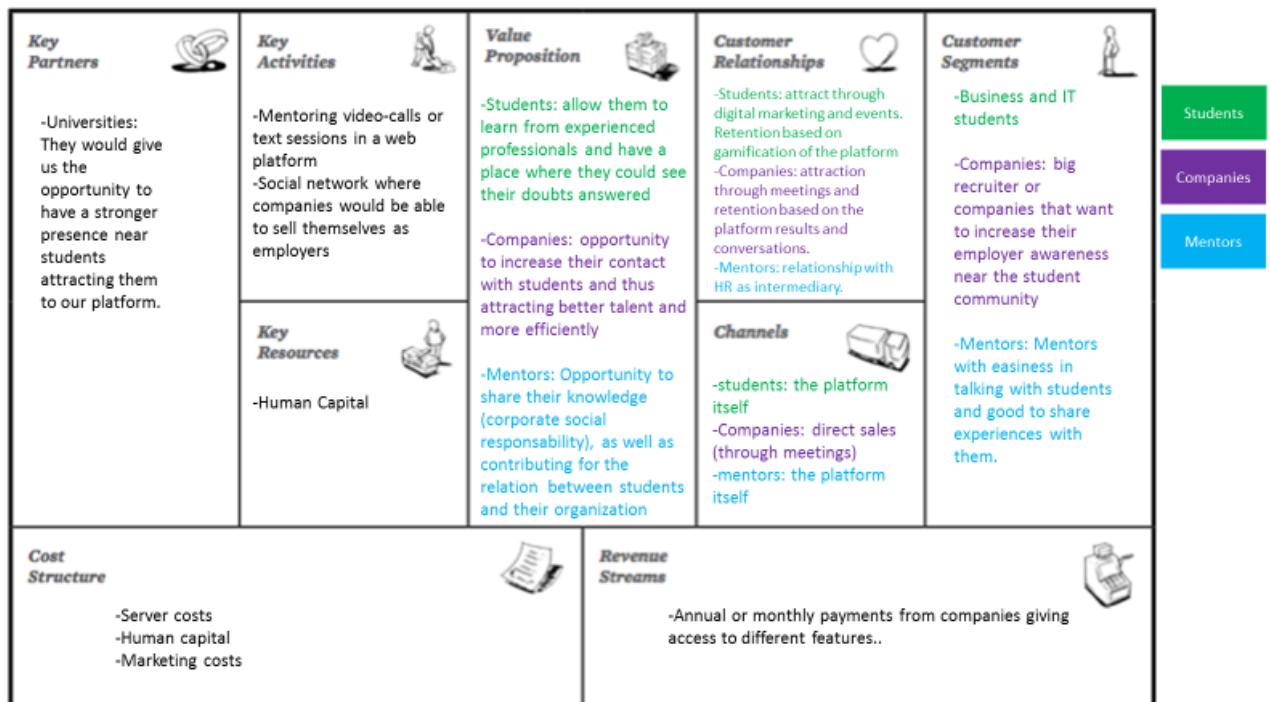 Key
Partners
-Universities:
They would give
us the
opportunity to
have a stronger
presence near
students
attracting them
to our platform.
Key
Activities
-Mentoring video-calls or
text sessions in a web
platform
-Social network where
companies would be able
to sell themselves as
employers
Key
Resources
-Human Capital
Value
Proposition
-Students: allow them to
learn from experienced
professionals and have a
place where they could see
their doubts answered
-Companies: opportunity
to increase their contact
with students and thus
attracting better talent and
more efficiently
-Mentors: Opportunity to
share their knowledge
(corporate social
responsability), as well as
contributing for the
relation between students
and their organization
Customer
Relationships
-Students: attract through
digital marketing and events.
Retention based on
gamification of the platform
-Companies: attraction
through meetings and
retention based on the
platform results and
conversations.
-Mentors: relationship with
HR as intermediary.
Channels
-students: the platform
itself
-Companies: direct sales
(through meetings)
-mentors: the platform
itself
Customer
Segments
-Business and IT
students
-Companies: big
recruiter or
companies that want
to increase their
employer awareness
near the student
community
-Mentors: Mentors
with easiness in
talking with students
and good to share
experiences with
them.
Students
Companies
Mentors
Cost
Structure
-Server costs
-Human capital
-Marketing costs
Revenue
Streams
-Annual or monthly payments from companies giving
access to different features..